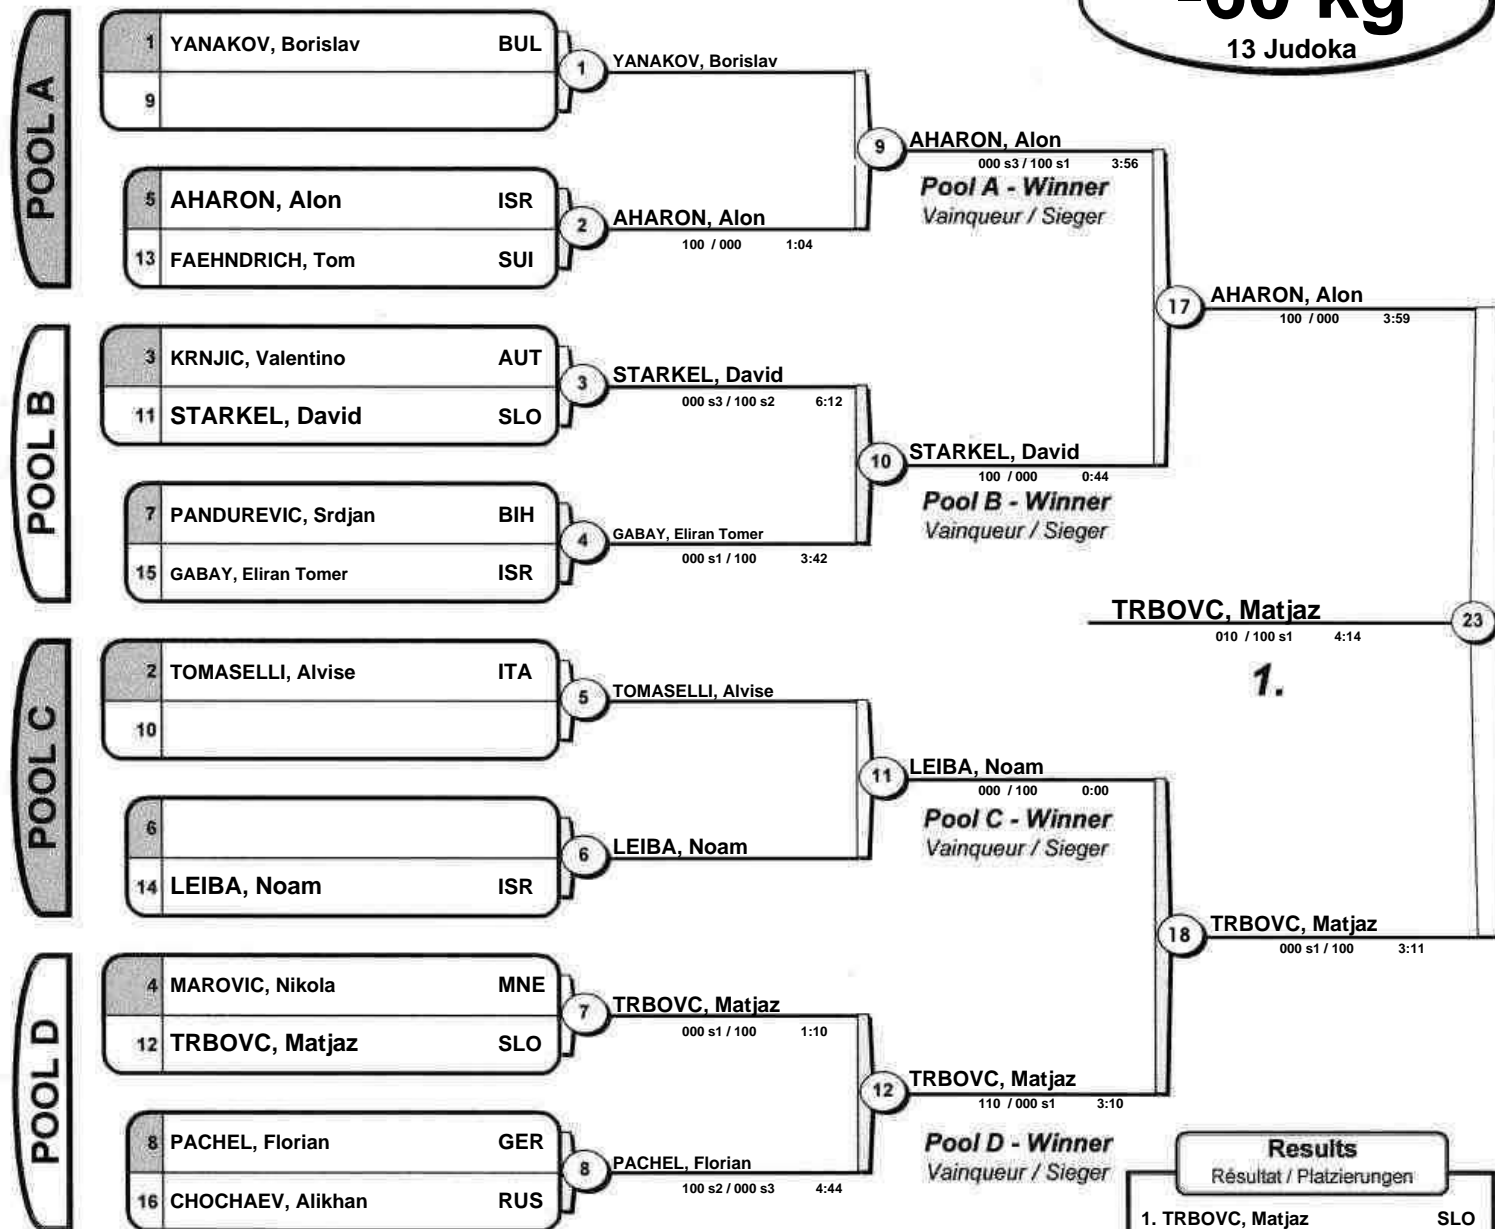 -60 kg
13 Judoka
POOL A
1 YANAKOV, Borislav BUL
9
1 YANAKOV, Borislav
5 AHARON, Alon ISR
13 FAEHNDRICH, Tom SUI
2 AHARON, Alon
100 / 000 1:04
9 AHARON, Alon
000 s3 / 100 s1 3:56
Pool A - Winner
Vainqueur / Sieger
POOL B
3 KRNJIC, Valentino AUT
11 STARKEL, David SLO
3 STARKEL, David
000 s3 / 100 s2 6:12
7 PANDUREVIC, Srdjan BIH
15 GABAY, Eliran Tomer ISR
4 GABAY, Eliran Tomer
000 s1 / 100 3:42
10 STARKEL, David
100 / 000 0:44
Pool B - Winner
Vainqueur / Sieger
17 AHARON, Alon
100 / 000 3:59
TRBOVC, Matjaz 23
010 / 100 s1 4:14
1.
POOL C
2 TOMASELLI, Alvise ITA
10
5 TOMASELLI, Alvise
6
14 LEIBA, Noam ISR
6 LEIBA, Noam
11 LEIBA, Noam
000 / 100 0:00
Pool C - Winner
Vainqueur / Sieger
POOL D
4 MAROVIC, Nikola MNE
12 TRBOVC, Matjaz SLO
7 TRBOVC, Matjaz
000 s1 / 100 1:10
8 PACHEL, Florian GER
16 CHOCHAEV, Alikhan RUS
8 PACHEL, Florian
100 s2 / 000 s3 4:44
12 TRBOVC, Matjaz
110 / 000 s1 3:10
Pool D - Winner
Vainqueur / Sieger
18 TRBOVC, Matjaz
000 s1 / 100 3:11
Results
Résultat / Platzierungen
1. TRBOVC, Matjaz SLO